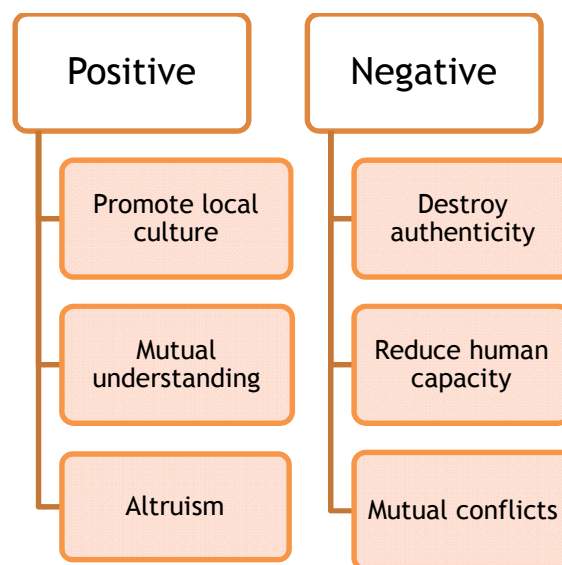 Positive
Promote local
culture
Mutual
understanding
Altruism
Negative
Destroy
authenticity
Reduce human
capacity
Mutual conflicts